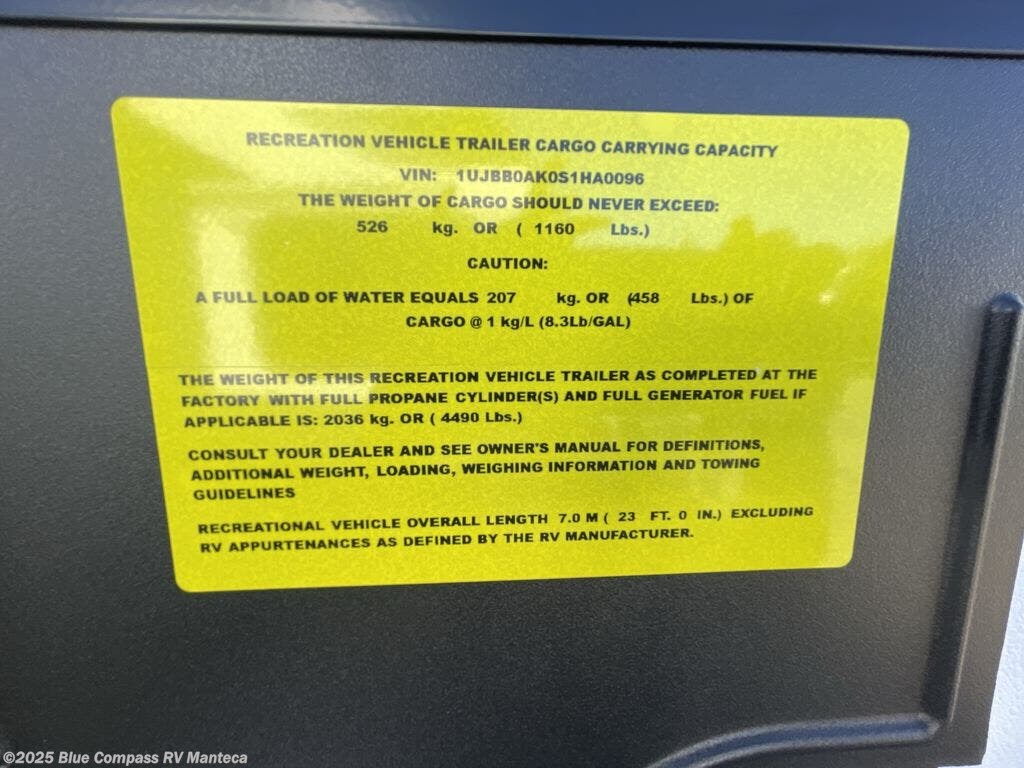 RECREATION VEHICLE TRAILER CARGO CARRYING CAPACITY
VIN: 1UJBB0AK0S1HA0096
THE WEIGHT OF CARGO SHOULD NEVER EXCEED:
526 kg. OR ( 1160 Lbs.)
CAUTION:
A FULL LOAD OF WATER EQUALS 207 kg. OR (458 Lbs.) OF
CARGO @ 1 kg/L (8.3Lb/GAL)
THE WEIGHT OF THIS RECREATION VEHICLE TRAILER AS COMPLETED AT THE
FACTORY WITH FULL PROPANE CYLINDER(S) AND FULL GENERATOR FUEL IF
APPLICABLE IS: 2036 kg. OR ( 4490 Lbs.)
CONSULT YOUR DEALER AND SEE OWNER'S MANUAL FOR DEFINITIONS,
ADDITIONAL WEIGHT, LOADING, WEIGHING INFORMATION AND TOWING
GUIDELINES
RECREATIONAL VEHICLE OVERALL LENGTH 7.0 M ( 23 FT. 0 IN.) EXCLUDING
RV APPURTENANCES AS DEFINED BY THE RV MANUFACTURER.
©2025 Blue Compass RV Manteca